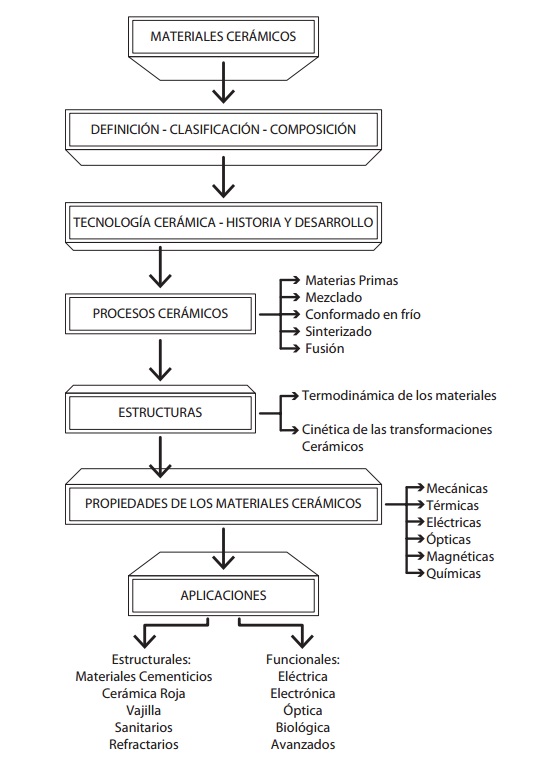 MATERIALES CERÁMICOS
DEFINICIÓN - CLASIFICACIÓN - COMPOSICIÓN
TECNOLOGÍA CERÁMICA - HISTORIA Y DESARROLLO
PROCESOS CERÁMICOS
Materias Primas
Mezclado
Conformado en frío
Sinterizado
Fusión
ESTRUCTURAS
Termodinámica de los materiales
Cinética de las transformaciones
Cerámicos
PROPIEDADES DE LOS MATERIALES CERÁMICOS
Mecánicas
Térmicas
Eléctricas
Ópticas
Magnéticas
Químicas
APLICACIONES
Estructurales:
Materiales Cementicios
Cerámica Roja
Vajilla
Sanitarios
Refractarios
Funcionales:
Eléctrica
Electrónica
Óptica
Biológica
Avanzados